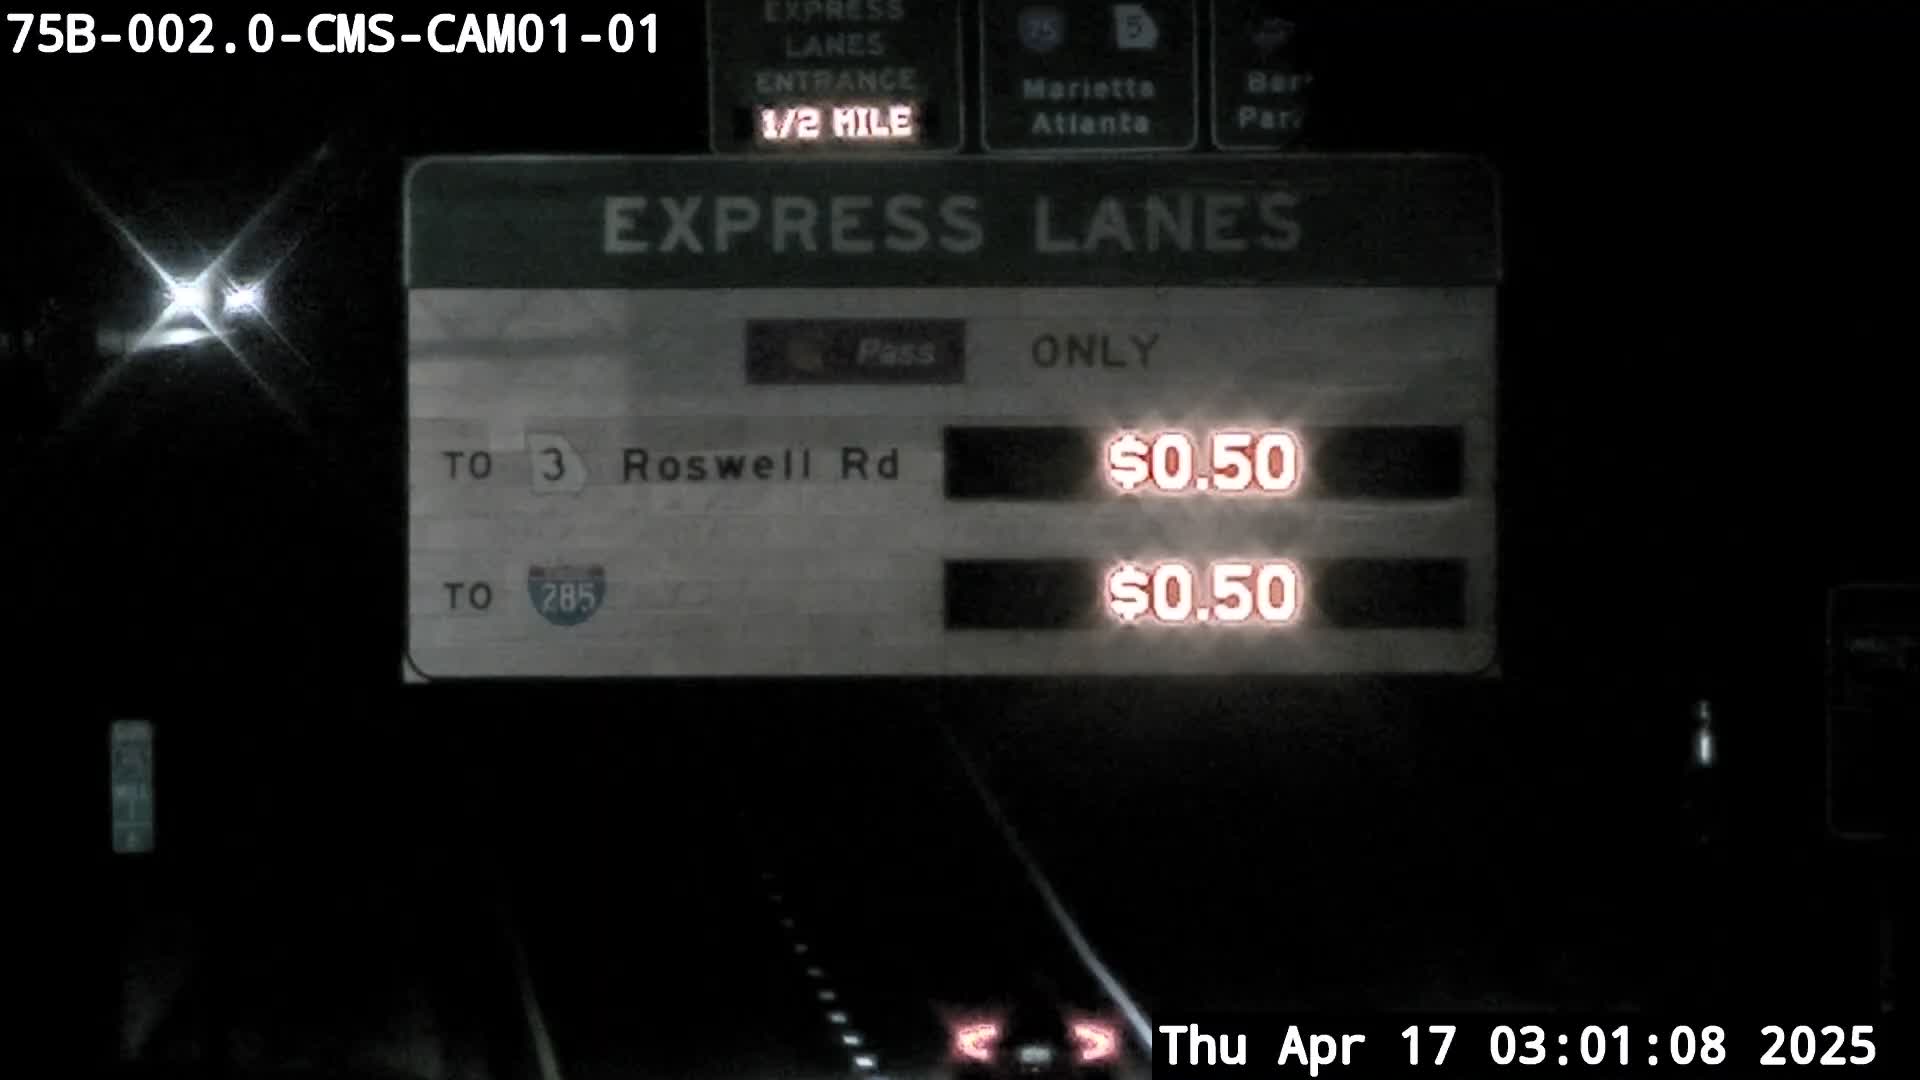 75B-002.0-CMS-CAM01-01
EXPRESS
LANES
ENTRANCE
1/2 MILE
75 5
Marietta
Atlanta
EXPRESS LANES
Pass ONLY
TO 3 Roswell Rd $0.50
TO 285 $0.50
Thu Apr 17 03:01:08 2025